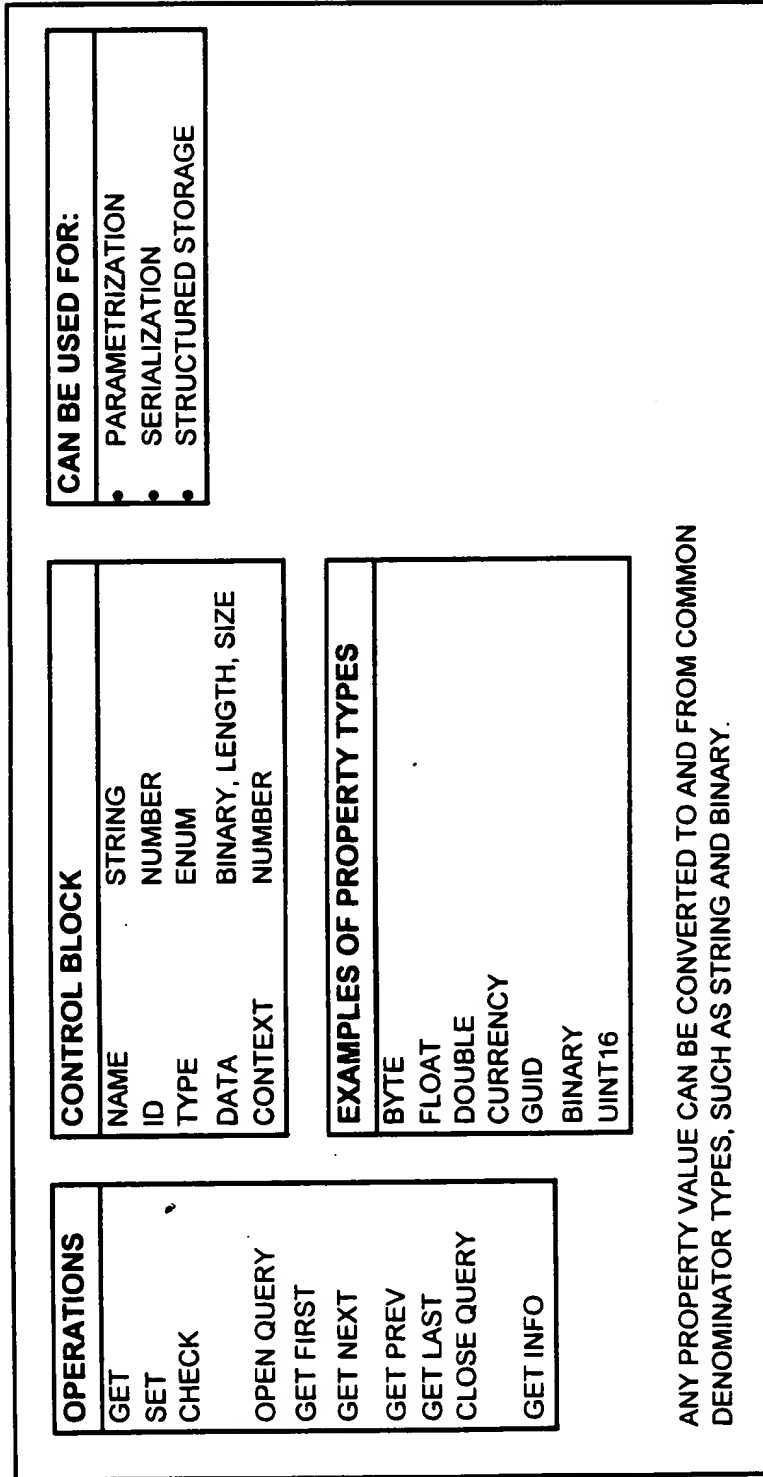 OPERATIONS
GET
SET
CHECK
OPEN QUERY
GET FIRST
GET NEXT
GET PREV
GET LAST
CLOSE QUERY
GET INFO
CONTROL BLOCK
NAME STRING
ID NUMBER
TYPE ENUM
DATA BINARY, LENGTH, SIZE
CONTEXT NUMBER
EXAMPLES OF PROPERTY TYPES
BYTE
FLOAT
DOUBLE
CURRENCY
GUID
BINARY
UINT16
CAN BE USED FOR:
• PARAMETRIZATION
• SERIALIZATION
• STRUCTURED STORAGE
ANY PROPERTY VALUE CAN BE CONVERTED TO AND FROM COMMON
DENOMINATOR TYPES, SUCH AS STRING AND BINARY.